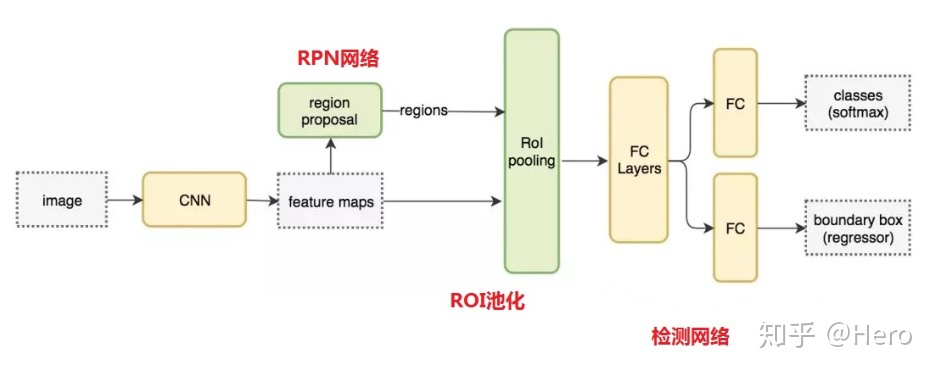 RPN网络
region
proposal
regions
image
CNN
feature maps
RoI
pooling
FC
Layers
FC
classes
(softmax)
FC
boundary box
(regressor)
ROI池化
检测网络
知乎 @Hero